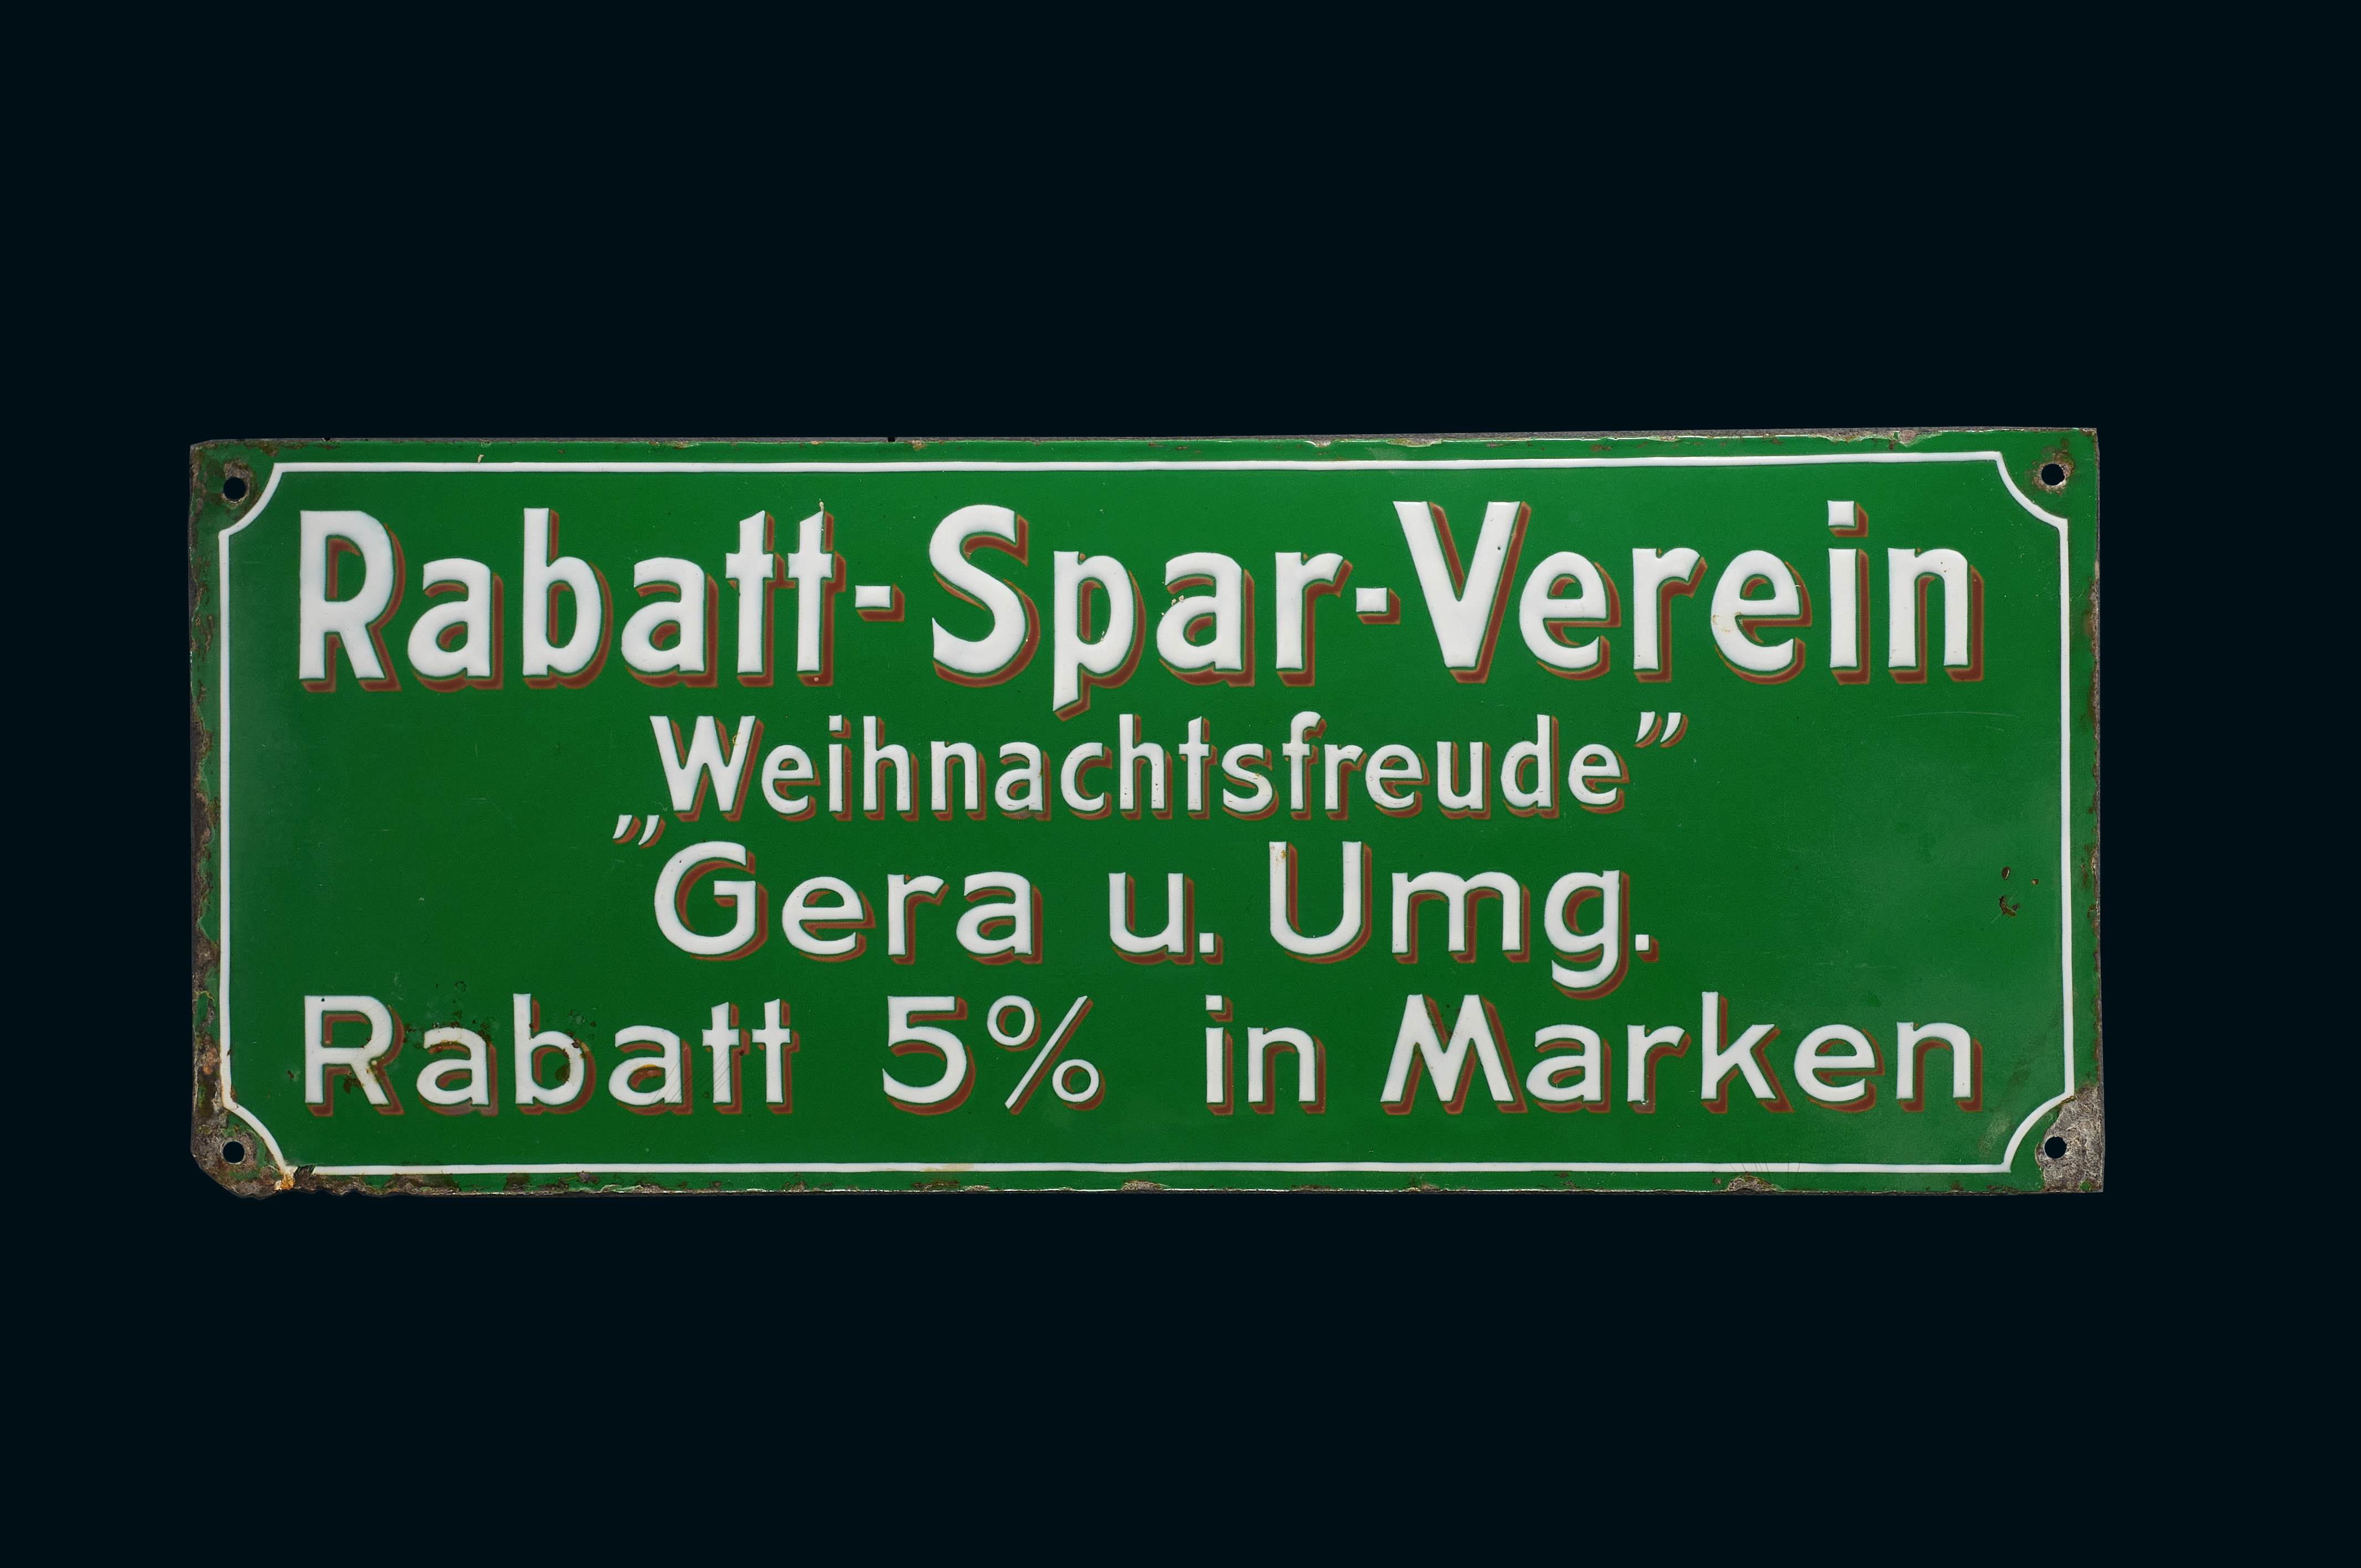 Rabatt-Spar-Verein
„Weihnachtsfreude”
Gera u. Umg.
Rabatt 5% in Marken